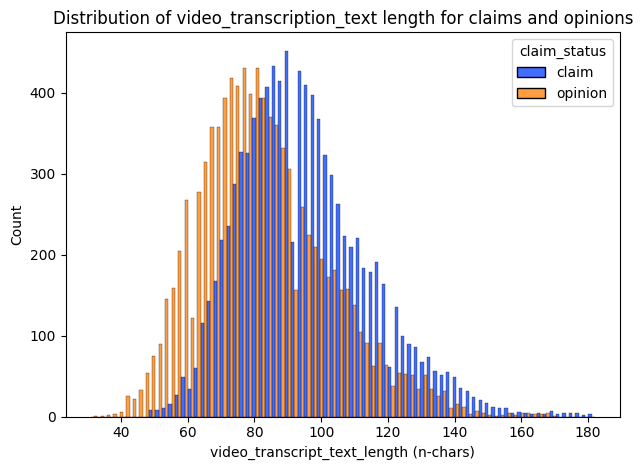 Distribution of video_transcription_text length for claims and opinions
claim_status
claim
opinion
Count
400
300
200
100
0
40 60 80 100 120 140 160 180
video_transcript_text_length (n-chars)